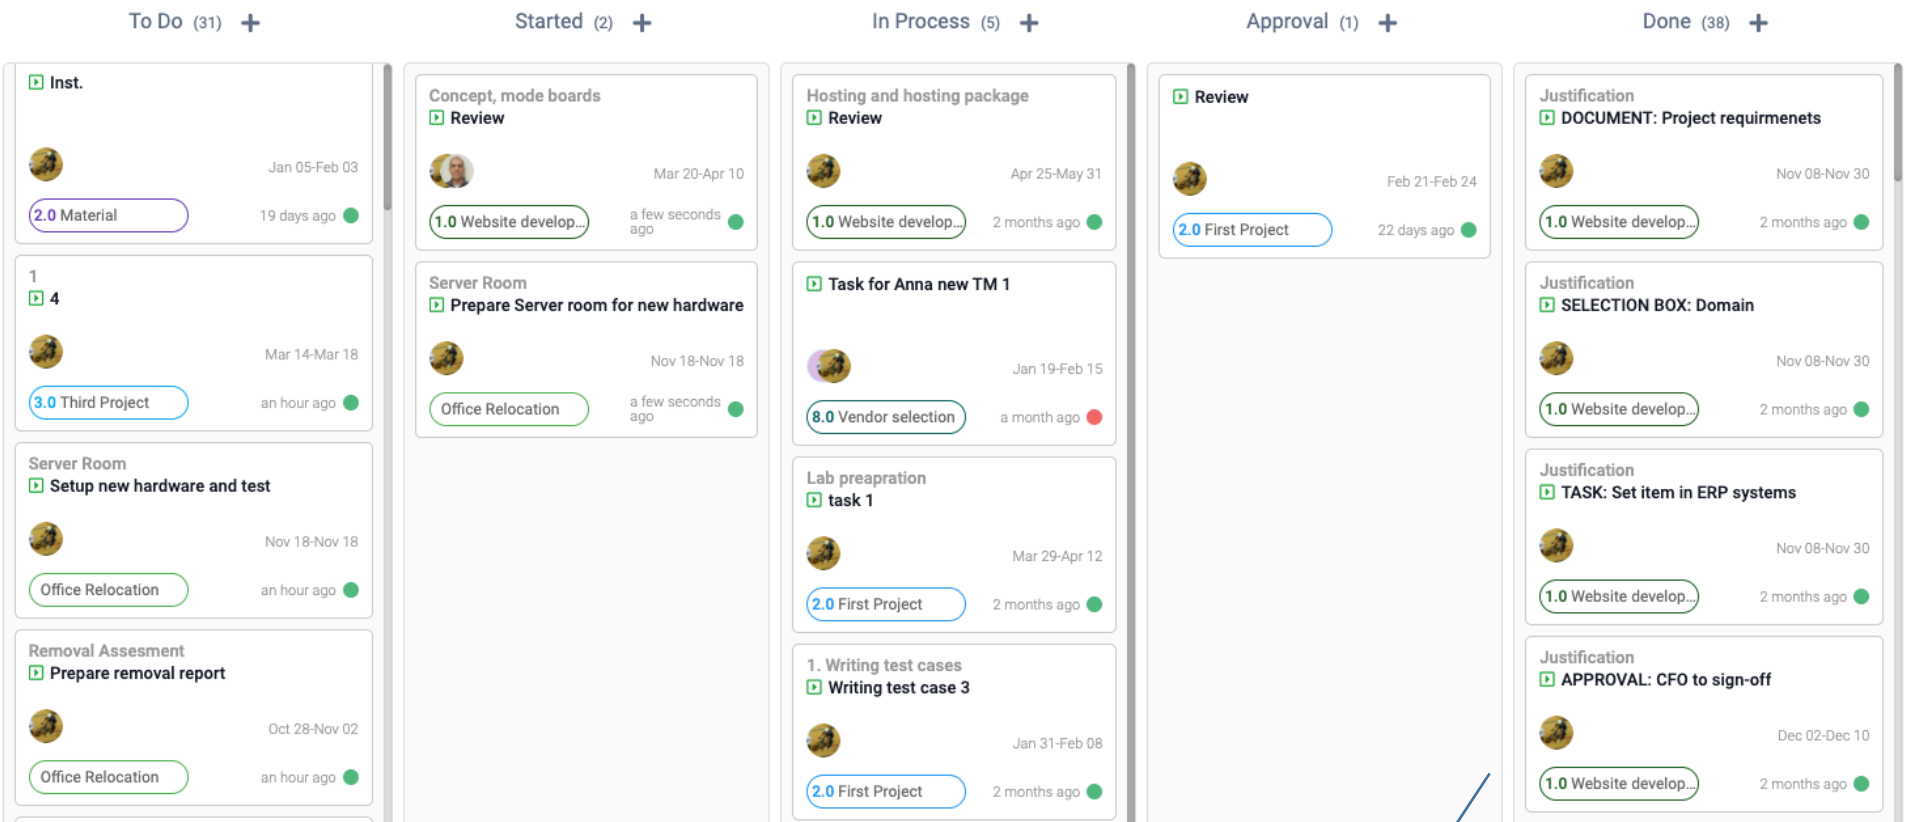 To Do (31) +
Started (2) +
In Process (5) +
Approval (1) +
Done (38) +
Inst.
Jan 05-Feb 03
2.0 Material
19 days ago
1
4
Mar 14-Mar 18
3.0 Third Project
an hour ago
Server Room
Setup new hardware and test
Nov 18-Nov 18
Office Relocation
an hour ago
Removal Assesment
Prepare removal report
Oct 28-Nov 02
Office Relocation
an hour ago
Concept, mode boards
Review
Mar 20-Apr 10
1.0 Website develop...
a few seconds
ago
Server Room
Prepare Server room for new hardware
Nov 18-Nov 18
Office Relocation
a few seconds
ago
Hosting and hosting package
Review
Apr 25-May 31
1.0 Website develop...
2 months ago
Task for Anna new TM 1
Jan 19-Feb 15
8.0 Vendor selection
a month ago
Lab preapration
task 1
Mar 29-Apr 12
2.0 First Project
2 months ago
1. Writing test cases
Writing test case 3
Jan 31-Feb 08
2.0 First Project
2 months ago
Review
Feb 21-Feb 24
2.0 First Project
22 days ago
Justification
DOCUMENT: Project requirmenets
Nov 08-Nov 30
1.0 Website develop...
2 months ago
Justification
SELECTION BOX: Domain
Nov 08-Nov 30
1.0 Website develop...
2 months ago
Justification
TASK: Set item in ERP systems
Nov 08-Nov 30
1.0 Website develop...
2 months ago
Justification
APPROVAL: CFO to sign-off
Dec 02-Dec 10
1.0 Website develop...
2 months ago